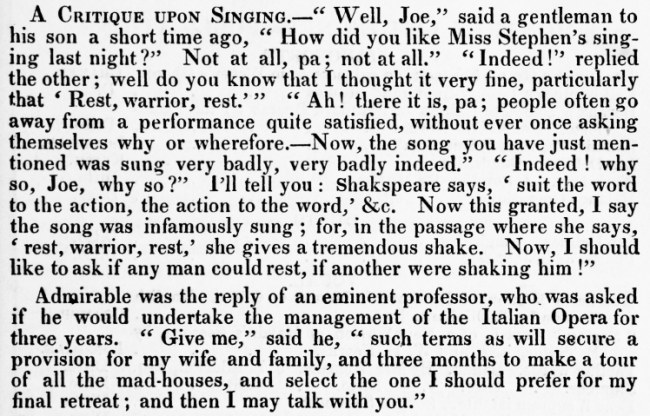 A CRITIQUE UPON SINGING.—“ Well, Joe,” said a gentleman to
his son a short time ago, “ How did you like Miss Stephen's sing-
ing last night?” Not at all, pa; not at all.” “Indeed!” replied
the other; well do you know that I thought it very fine, particularly
that ‘ Rest, warrior, rest.’ ” “ Ah! there it is, pa; people often go
away from a performance quite satisfied, without ever once asking
themselves why or wherefore.—Now, the song you have just men-
tioned was sung very badly, very badly indeed.” “ Indeed ! why
so, Joe, why so?” I'll tell you: Shakspeare says, ‘ suit the word
to the action, the action to the word,’ &c. Now this granted, I say
the song was infamously sung ; for, in the passage where she says,
‘ rest, warrior, rest,’ she gives a tremendous shake. Now, I should
like to ask if any man could rest, if another were shaking him !”
Admirable was the reply of an eminent professor, who was asked
if he would undertake the management of the Italian Opera for
three years. “ Give me,” said he, “ such terms as will secure a
provision for my wife and family, and three months to make a tour
of all the mad-houses, and select the one I should prefer for my
final retreat ; and then I may talk with you.”